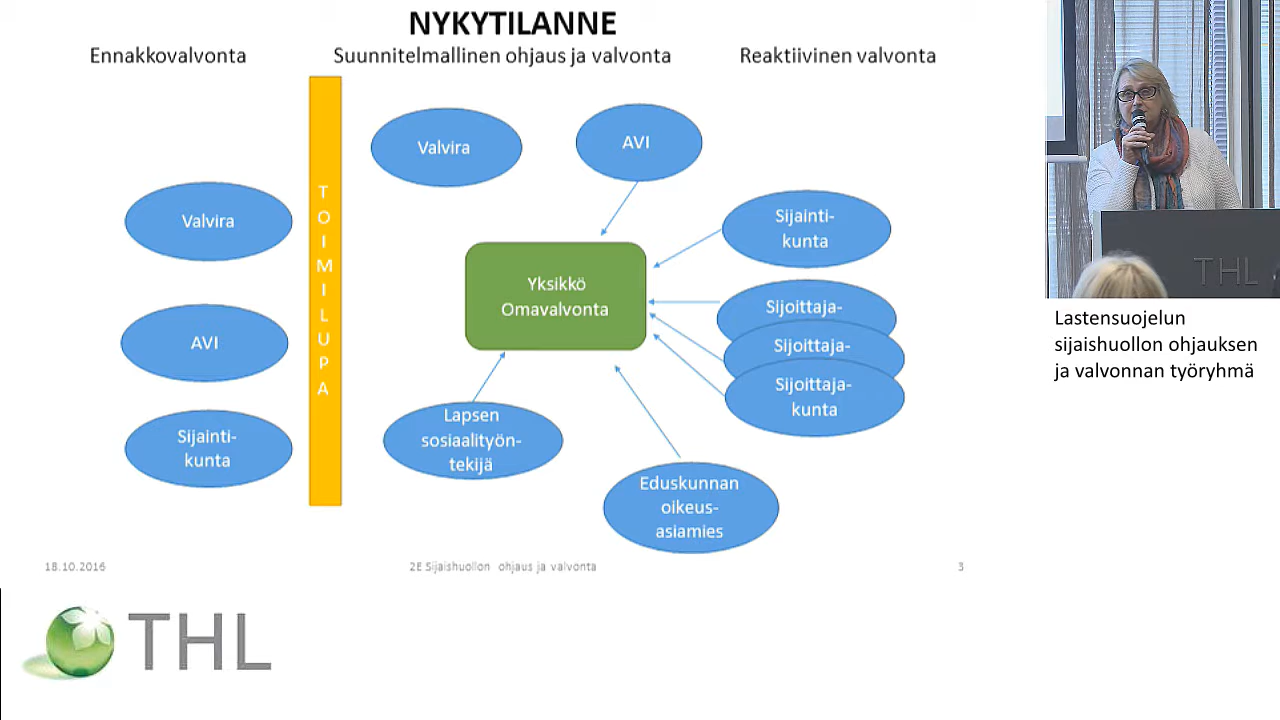 NYKYTILANNE
Ennakkovalvonta
Suunnitelmallinen ohjaus ja valvonta
Reaktiivinen valvonta
Valvira
AVI
Sijainti-
kunta
TOIMILUPA
Valvira
AVI
Yksikkö
Omavalvonta
Sijainti-
kunta
Sijoittaja-
Sijoittaja-
Sijoittaja-
kunta
Lapsen
sosiaalityön-
tekijä
Eduskunnan
oikeus-
asiamies
18.10.2016
2E Sijaishuollon ohjaus ja valvonta
3
THL
Lastensuojelun
sijaishuollon ohjauksen
ja valvonnan työryhmä
THL